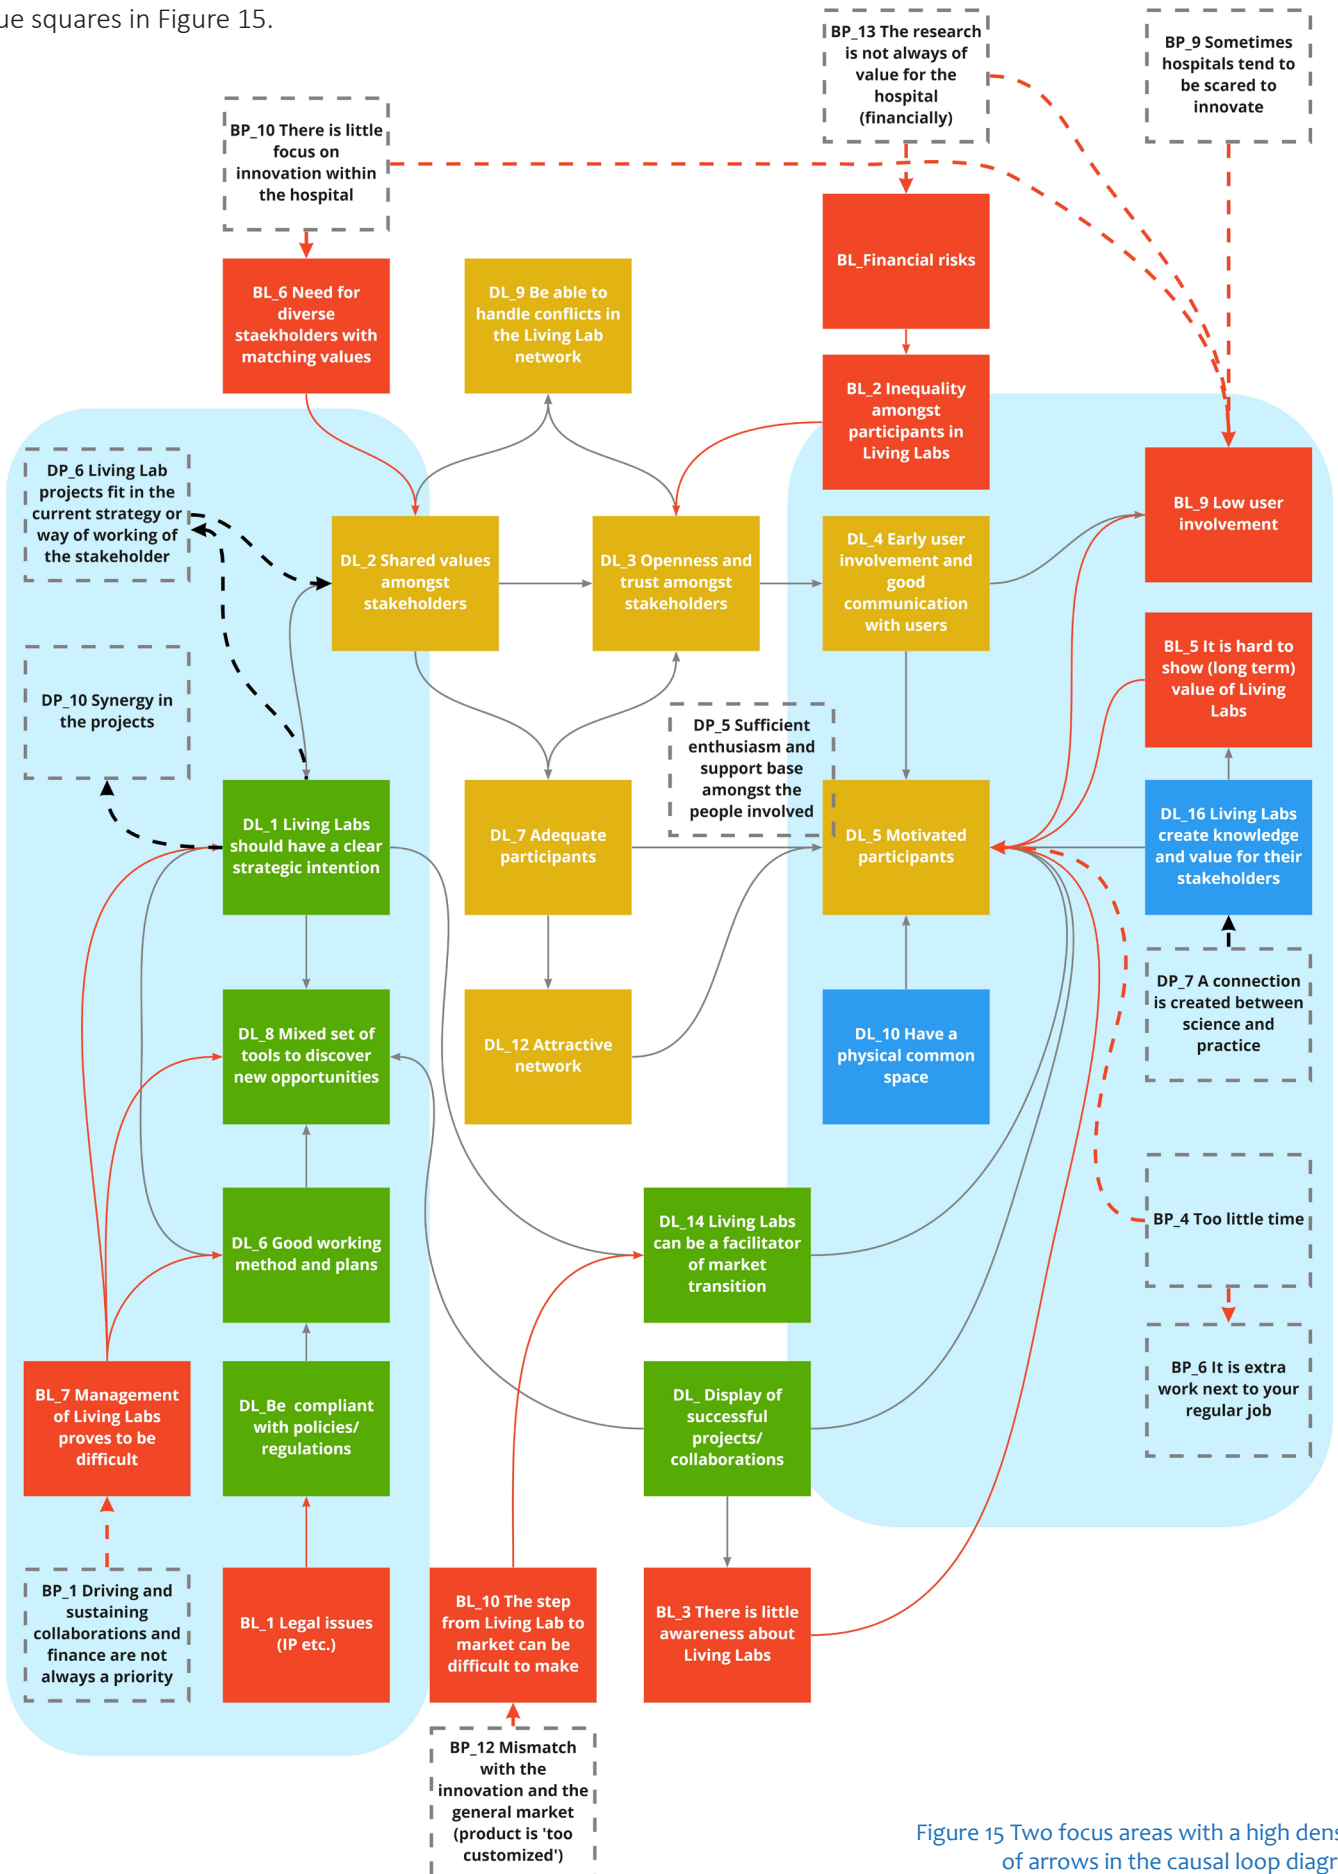 ue squares in Figure 15.
BP_13 The research
is not always of
value for the
hospital
(financially)
BP_9 Sometimes
hospitals tend to
be scared to
innovate
BP_10 There is little
focus on
innovation within
the hospital
BL_Financial risks
BL_6 Need for
diverse
staekholders with
matching values
DL_9 Be able to
handle conflicts in
the Living Lab
network
BL_2 Inequality
amongst
participants in
Living Labs
DP_6 Living Lab
projects fit in the
current strategy or
way of working of
the stakeholder
BL_9 Low user
involvement
DL_2 Shared values
amongst
stakeholders
DL_3 Openness and
trust amongst
stakeholders
DL_4 Early user
involvement and
good
communication
with users
BL_5 It is hard to
show (long term)
value of Living
Labs
DP_10 Synergy in
the projects
DP_5 Sufficient
enthusiasm and
support base
amongst the
people involved
DL_1 Living Labs
should have a clear
strategic intention
DL_7 Adequate
participants
DL_5 Motivated
participants
DL_16 Living Labs
create knowledge
and value for their
stakeholders
DP_7 A connection
is created between
science and
practice
DL_8 Mixed set of
tools to discover
new opportunities
DL_12 Attractive
network
DL_10 Have a
physical common
space
BP_4 Too little time
DL_6 Good working
method and plans
DL_14 Living Labs
can be a facilitator
of market
transition
BP_6 It is extra
work next to your
regular job
BL_7 Management
of Living Labs
proves to be
difficult
DL_Be compliant
with policies/
regulations
DL_ Display of
successful
projects/
collaborations
BP_1 Driving and
sustaining
collaborations and
finance are not
always a priority
BL_1 Legal issues
(IP etc.)
BL_10 The step
from Living Lab to
market can be
difficult to make
BL_3 There is little
awareness about
Living Labs
BP_12 Mismatch
with the
innovation and the
general market
(product is 'too
customized')
Figure 15 Two focus areas with a high dens
of arrows in the causal loop diagr